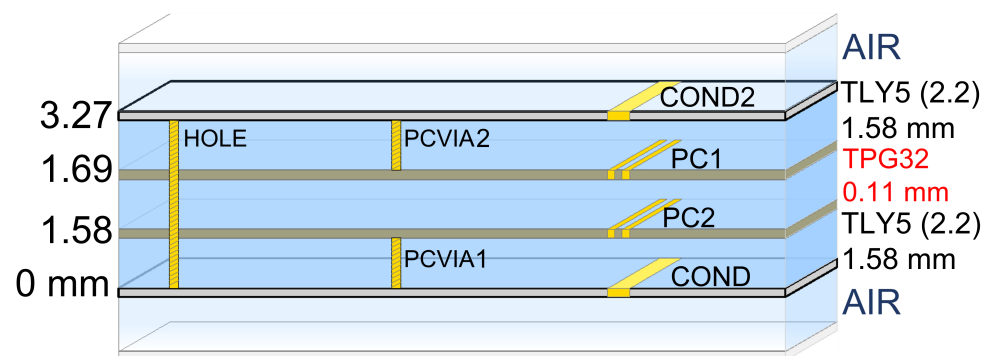 AIR
COND2
TLY5 (2.2)
3.27
HOLE
PCVIA2
1.58 mm
1.69
PC1
TPG32
0.11 mm
1.58
PC2
TLY5 (2.2)
PCVIA1
1.58 mm
0 mm
COND
AIR